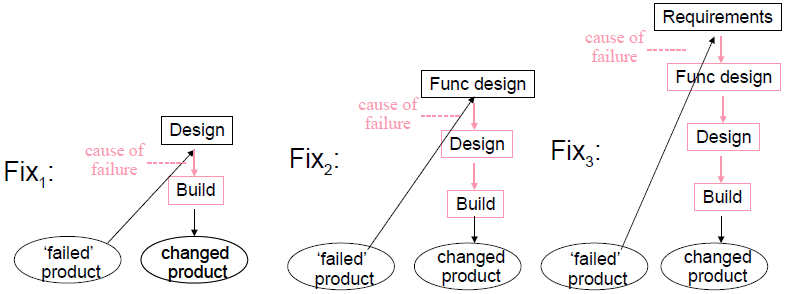 Fix1:
Design
cause of
failure
Build
‘failed’
product
changed
product
Fix2:
Func design
cause of
failure
Design
Build
‘failed’
product
changed
product
Fix3:
Requirements
cause of
failure
Func design
Design
Build
‘failed’
product
changed
product